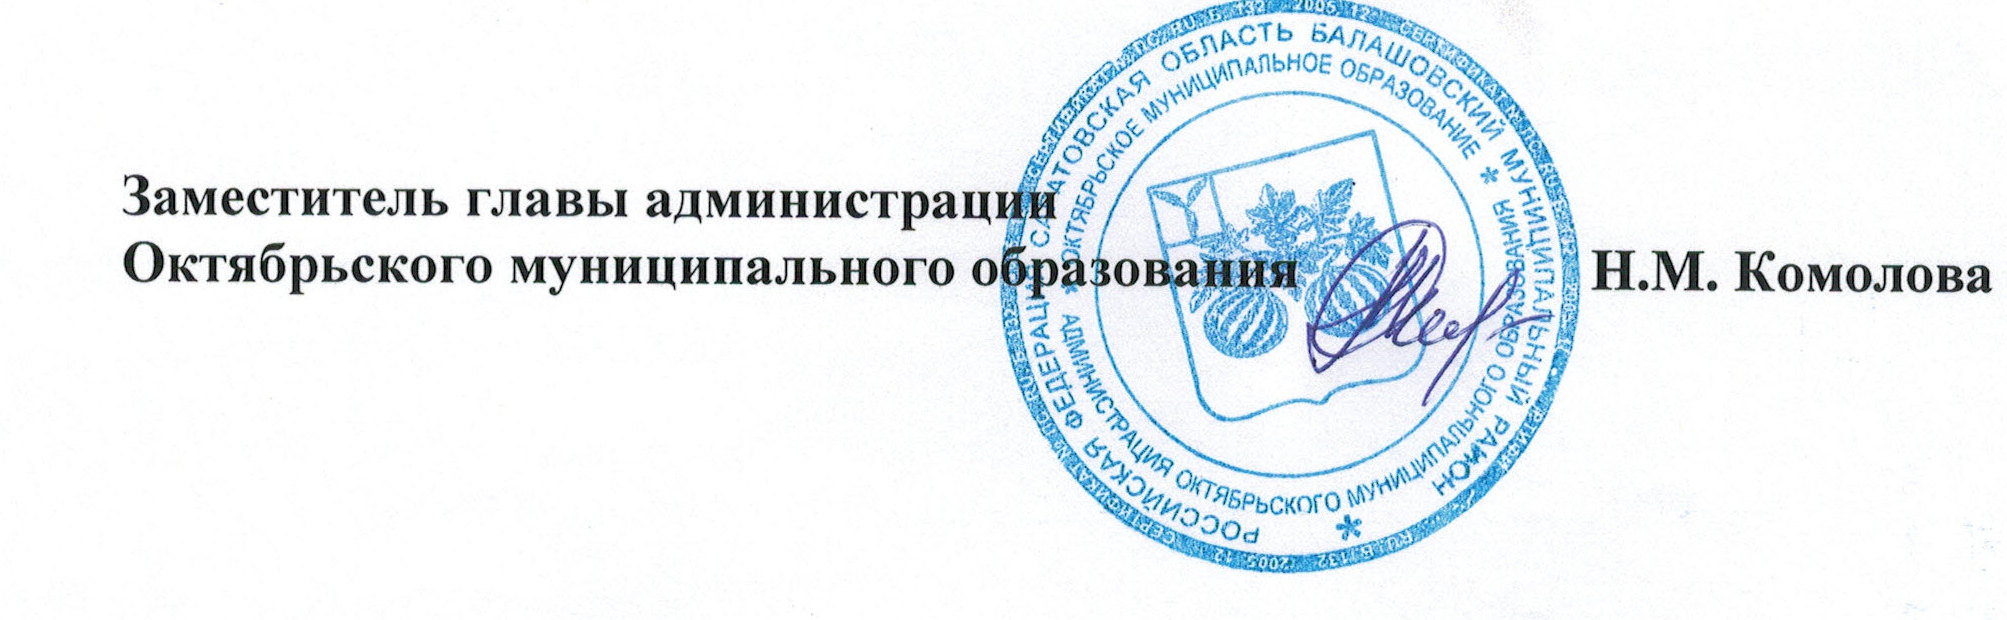 Заместитель главы администрации
Октябрьского муниципального образования Н.М. Комолова
РОССИЙСКАЯ ФЕДЕРАЦИЯ САРАТОВСКАЯ ОБЛАСТЬ БАЛАШОВСКИЙ МУНИЦИПАЛЬНЫЙ РАЙОН
ОКТЯБРЬСКОЕ МУНИЦИПАЛЬНОЕ ОБРАЗОВАНИЕ
АДМИНИСТРАЦИЯ ОКТЯБРЬСКОГО МУНИЦИПАЛЬНОГО ОБРАЗОВАНИЯ